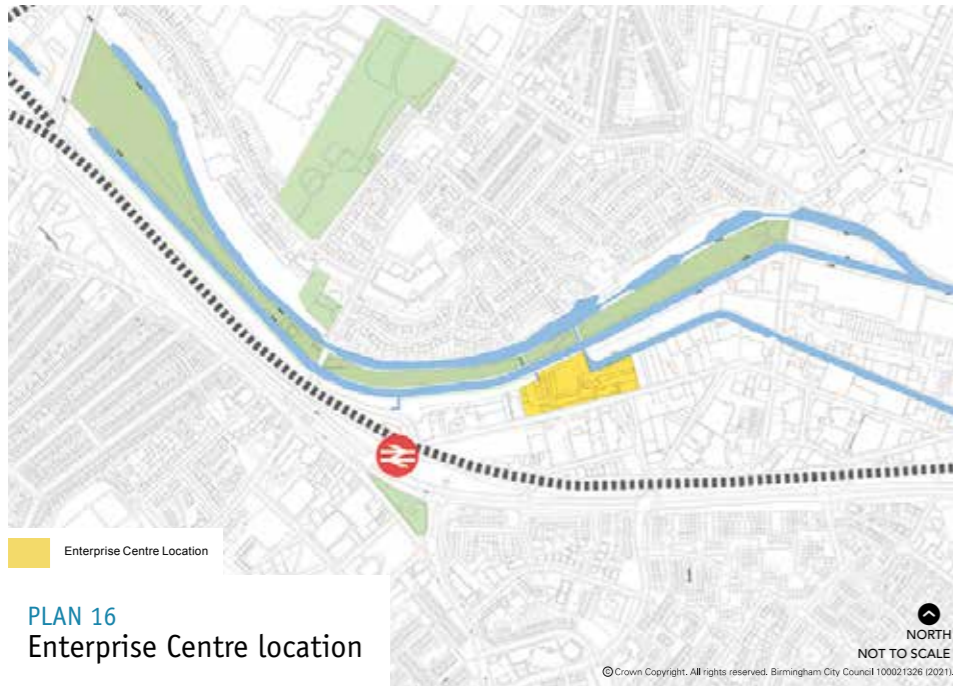 Enterprise Centre Location
PLAN 16
Enterprise Centre location
NORTH
NOT TO SCALE
©Crown Copyright. All rights reserved. Birmingham City Council 100021326 (2021).